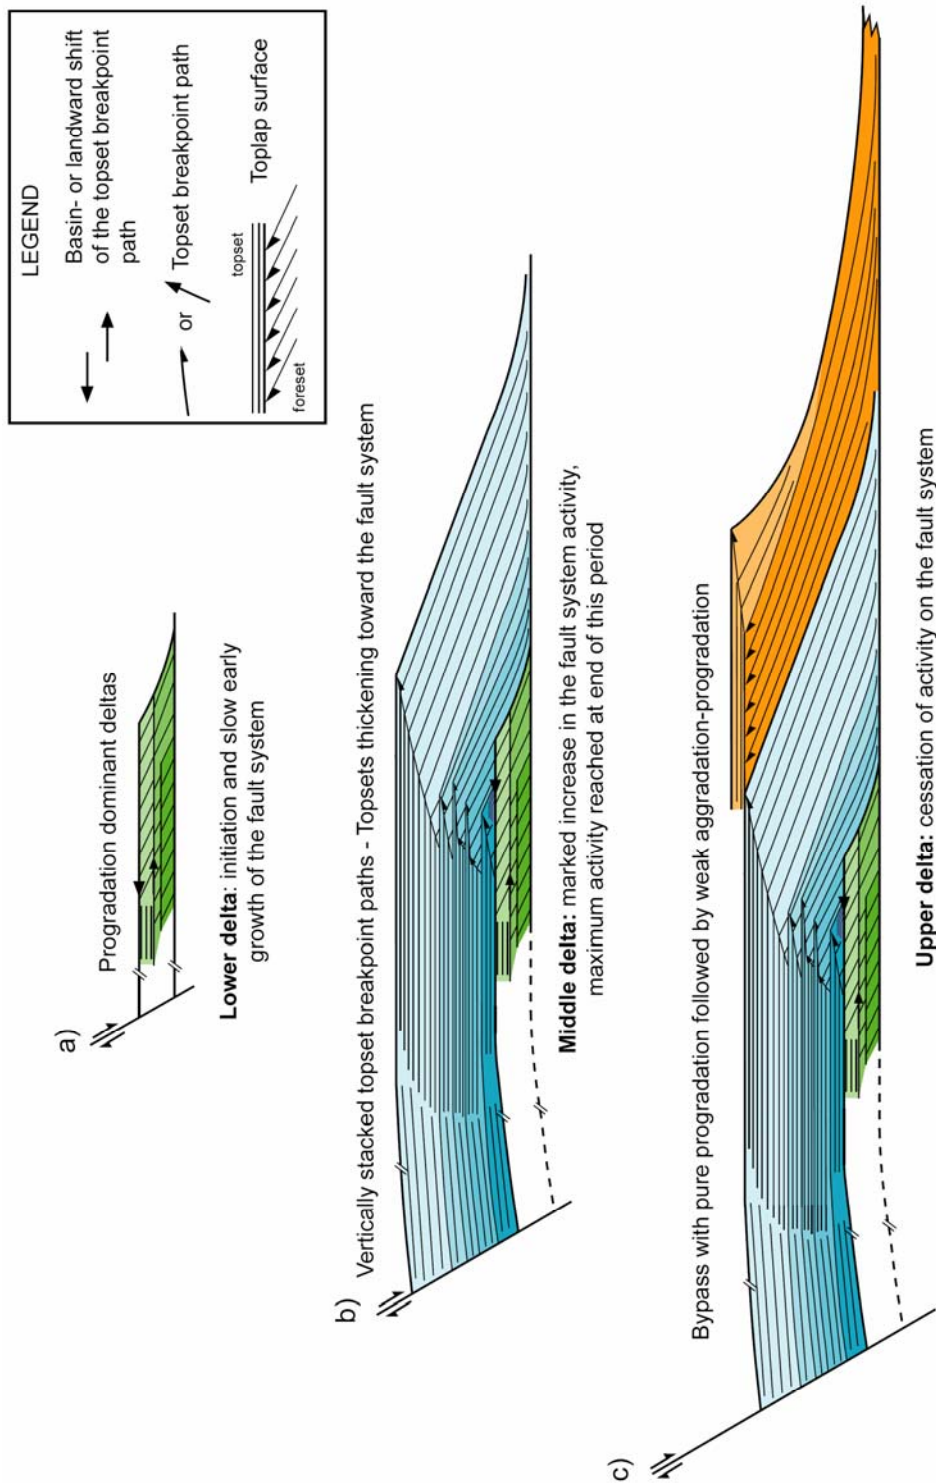 a)
Progradation dominant deltas
Lower delta: initiation and slow early
growth of the fault system
LEGEND
Basin- or landward shift
of the topset breakpoint
path
or
Topset breakpoint path
topset
Toplap surface
foreset
b)
Vertically stacked topset breakpoint paths - Topsets thickening toward the fault system
Middle delta: marked increase in the fault system activity,
maximum activity reached at end of this period
c)
Bypass with pure progradation followed by weak aggradation-progradation
Upper delta: cessation of activity on the fault system